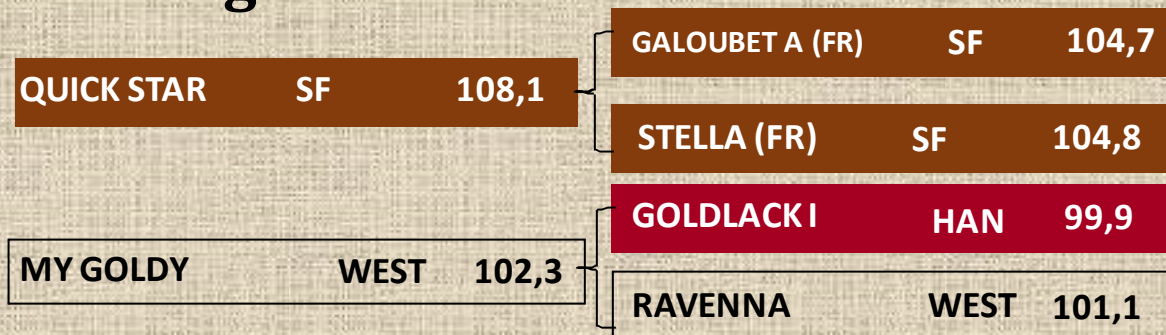 GALOUBET A (FR) SF 104,7
QUICK STAR SF 108,1
STELLA (FR) SF 104,8
GOLDLACK I HAN 99,9
MY GOLDY WEST 102,3
RAVENNA WEST 101,1